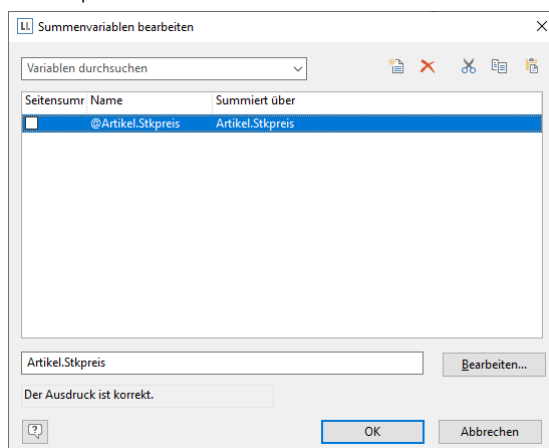 LL Summenvariablen bearbeiten
Variablen durchsuchen
Seitensumr Name Summiert über
@Artikel.Stkpreis Artikel.Stkpreis
Artikel.Stkpreis Bearbeiten...
Der Ausdruck ist korrekt.
OK Abbrechen